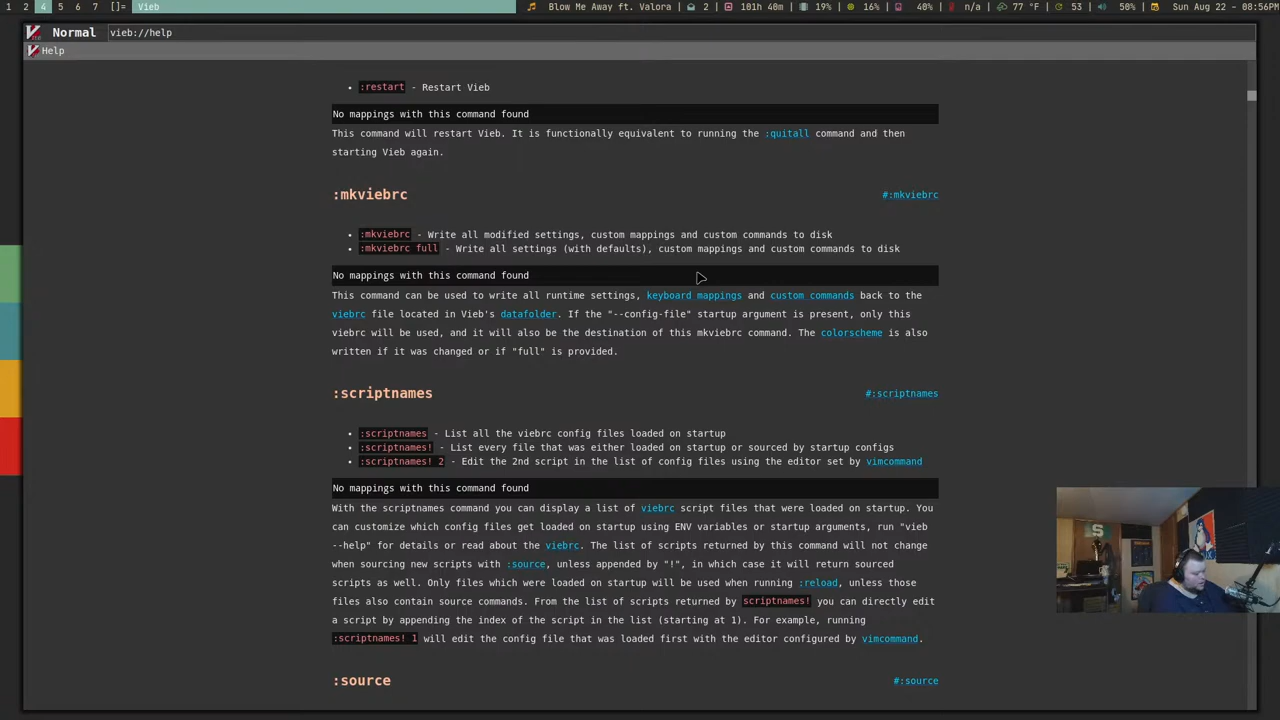 1 2 4 5 6 7 []= Vieb Blow Me Away ft. Valora | 2 | 101h 40m | 19% | 16% | 40% | n/a | 77 °F | 53 | 50% | Sun Aug 22 - 08:56PM
Normal vieb://help
Help
• :restart - Restart Vieb
No mappings with this command found
This command will restart Vieb. It is functionally equivalent to running the :quitall command and then
starting Vieb again.
:mkviebrc #:mkviebrc
• :mkviebrc - Write all modified settings, custom mappings and custom commands to disk
• :mkviebrc full - Write all settings (with defaults), custom mappings and custom commands to disk
No mappings with this command found
This command can be used to write all runtime settings, keyboard mappings and custom commands back to the
viebrc file located in Vieb's datafolder. If the "--config-file" startup argument is present, only this
viebrc will be used, and it will also be the destination of this mkviebrc command. The colorscheme is also
written if it was changed or if "full" is provided.
:scriptnames #:scriptnames
• :scriptnames - List all the viebrc config files loaded on startup
• :scriptnames! - List every file that was either loaded on startup or sourced by startup configs
• :scriptnames! 2 - Edit the 2nd script in the list of config files using the editor set by vimcommand
No mappings with this command found
With the scriptnames command you can display a list of viebrc script files that were loaded on startup. You
can customize which config files get loaded on startup using ENV variables or startup arguments, run "vieb
--help" for details or read about the viebrc. The list of scripts returned by this command will not change
when sourcing new scripts with :source, unless appended by "!", in which case it will return sourced
scripts as well. Only files which were loaded on startup will be used when running :reload, unless those
files also contain source commands. From the list of scripts returned by scriptnames! you can directly edit
a script by appending the index of the script in the list (starting at 1). For example, running
:scriptnames! 1 will edit the config file that was loaded first with the editor configured by vimcommand.
:source #:source